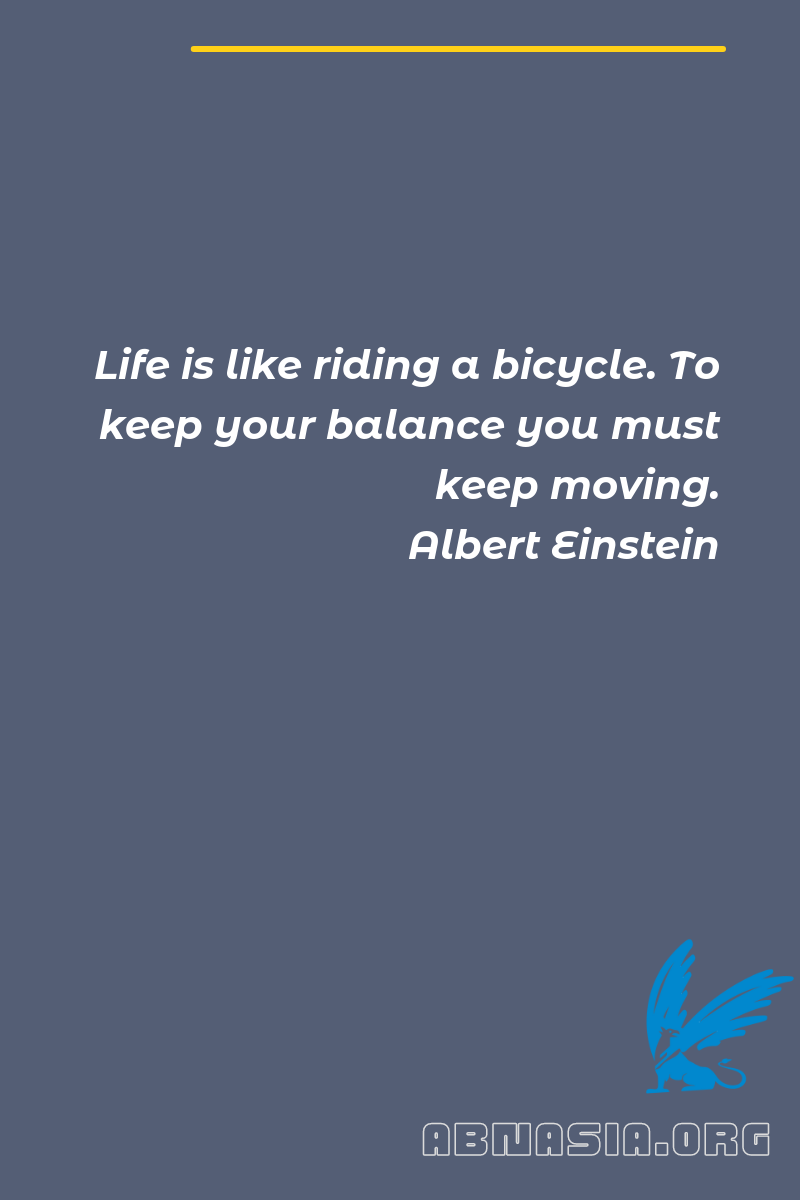 Life is like riding a bicycle. To
keep your balance you must
keep moving.
Albert Einstein
ABNASIA.ORG